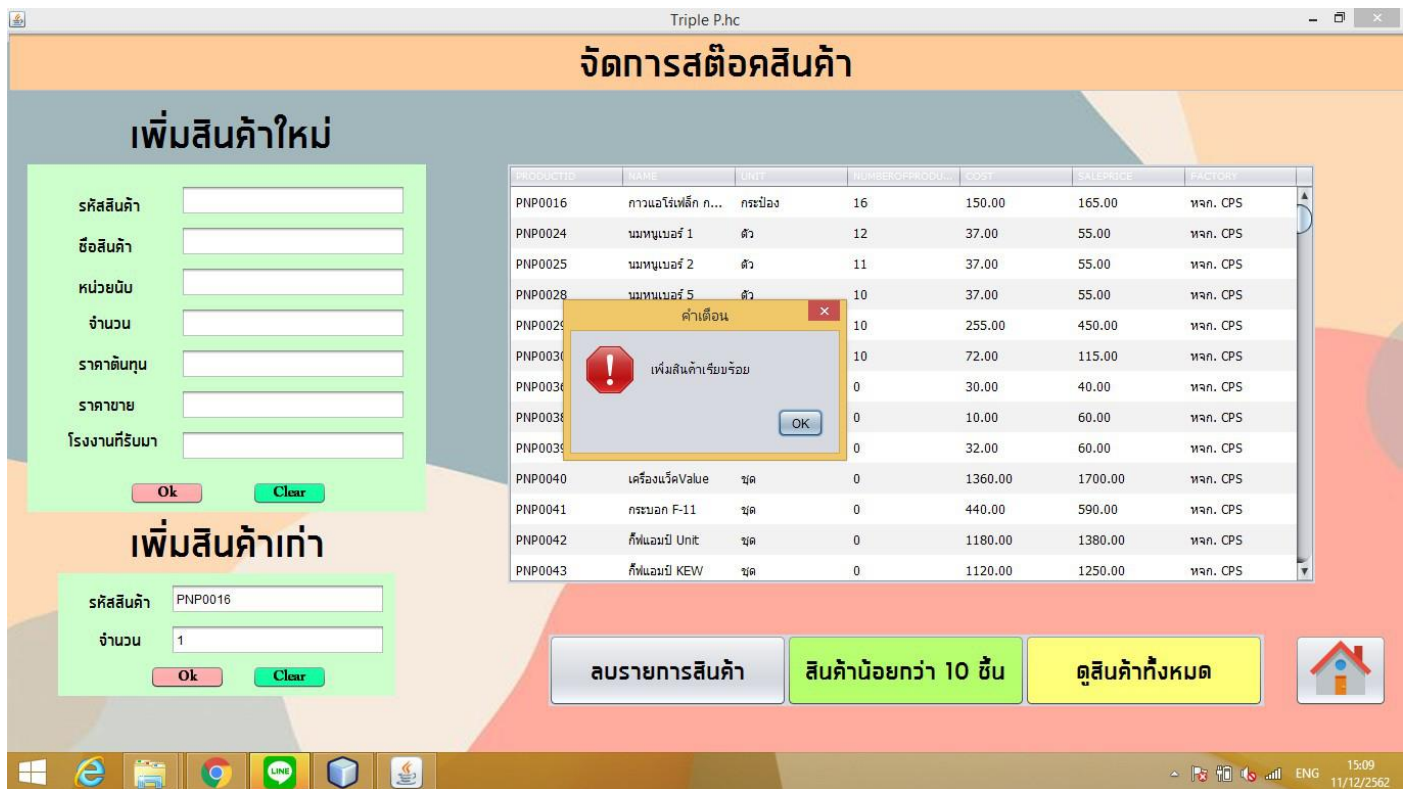 Triple P.hc
จัดการสต๊อคสินค้า
เพิ่มสินค้าใหม่
รหัสสินค้า
ชื่อสินค้า
หน่วยนับ
จำนวน
ราคาต้นทุน
ราคาขาย
โรงงานที่รับมา
Ok Clear
เพิ่มสินค้าเก่า
รหัสสินค้า PNP0016
จำนวน 1
Ok Clear
PRODUCTID NAME UNIT NUMBEROFPRODU... COST SALEPRICE FACTORY
PNP0016 กาวแอโร่เฟล็ก ก... กระป๋อง 16 150.00 165.00 หจก. CPS
PNP0024 นมหนูเบอร์ 1 ตัว 12 37.00 55.00 หจก. CPS
PNP0025 นมหนูเบอร์ 2 ตัว 11 37.00 55.00 หจก. CPS
PNP0028 นมหนูเบอร์ 5 ตัว 10 37.00 55.00 หจก. CPS
PNP0029 10 255.00 450.00 หจก. CPS
PNP0030 10 72.00 115.00 หจก. CPS
PNP0036 0 30.00 40.00 หจก. CPS
PNP0038 0 10.00 60.00 หจก. CPS
PNP0039 0 32.00 60.00 หจก. CPS
PNP0040 เครื่องแว็คValue ชุด 0 1360.00 1700.00 หจก. CPS
PNP0041 กระบอก F-11 ชุด 0 440.00 590.00 หจก. CPS
PNP0042 ก็ฟแอมป์ Unit ชุด 0 1180.00 1380.00 หจก. CPS
PNP0043 ก็ฟแอมป์ KEW ชุด 0 1120.00 1250.00 หจก. CPS
คำเตือน
เพิ่มสินค้าเรียบร้อย
OK
ลบรายการสินค้า สินค้าน้อยกว่า 10 ชิ้น ดูสินค้าทั้งหมด
LINE
ENG 15:09
11/12/2562